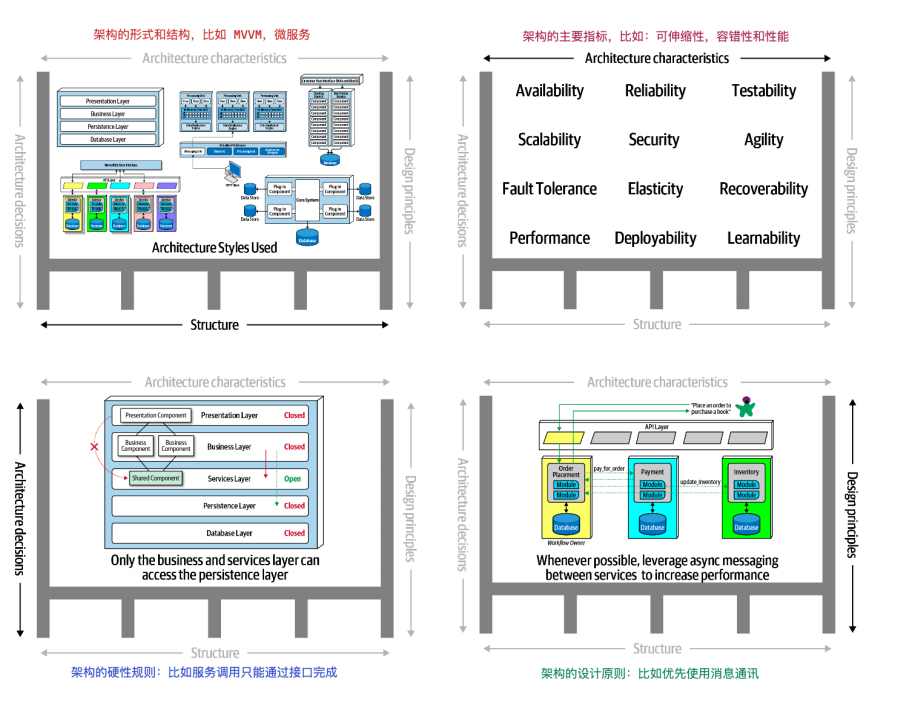 架构的形式和结构，比如 MVVM，微服务
Architecture characteristics
Architecture decisions
Design principles
Presentation Layer
Business Layer
Persistence Layer
Database Layer
Data Store
Data Store
Plug-in Component
Plug-in Component
Core System
Plug-in Component
Plug-in Component
Data Store
Data Store
Database
Architecture Styles Used
Structure
架构的主要指标，比如：可伸缩性，容错性和性能
Architecture characteristics
Architecture decisions
Design principles
Availability Reliability Testability
Scalability Security Agility
Fault Tolerance Elasticity Recoverability
Performance Deployability Learnability
Structure
Architecture characteristics
Architecture decisions
Design principles
Presentation Component
Presentation Layer Closed
Business Component
Business Component
Business Layer Closed
Shared Component
Services Layer Open
Persistence Layer Closed
Database Layer Closed
Only the business and services layer can
access the persistence layer
Structure
架构的硬性规则：比如服务调用只能通过接口完成
Architecture characteristics
Architecture decisions
Design principles
"Place an order to
purchase a book"
API Layer
Order
Placement
Module
Module
Database
Workflow Owner
pay_for_order
Payment
Module
Module
Database
update_inventory
Inventory
Module
Module
Database
Whenever possible, leverage async messaging
between services to increase performance
Structure
架构的设计原则：比如优先使用消息通讯